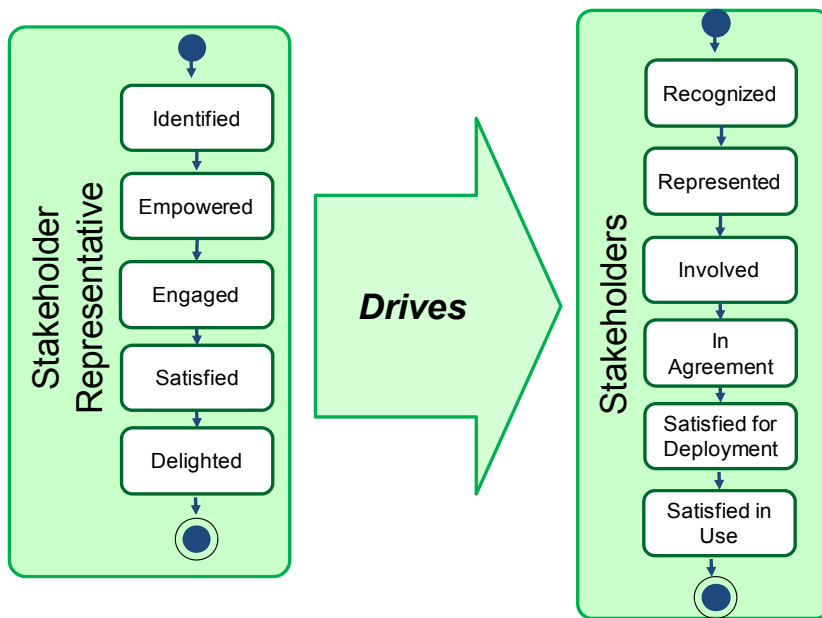 Stakeholder
Representative
Identified
Empowered
Engaged
Satisfied
Delighted
Drives
Stakeholders
Recognized
Represented
Involved
In
Agreement
Satisfied for
Deployment
Satisfied in
Use